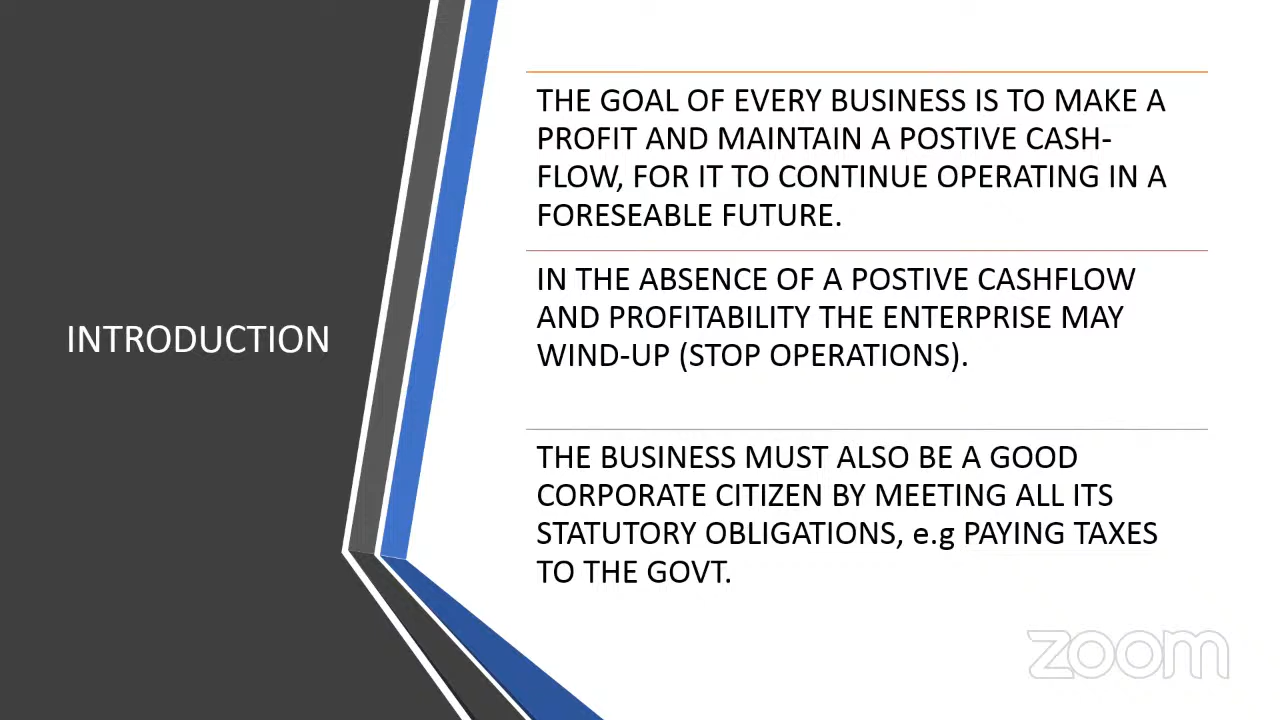 INTRODUCTION
THE GOAL OF EVERY BUSINESS IS TO MAKE A
PROFIT AND MAINTAIN A POSTIVE CASH-
FLOW, FOR IT TO CONTINUE OPERATING IN A
FORESEABLE FUTURE.
IN THE ABSENCE OF A POSTIVE CASHFLOW
AND PROFITABILITY THE ENTERPRISE MAY
WIND-UP (STOP OPERATIONS).
THE BUSINESS MUST ALSO BE A GOOD
CORPORATE CITIZEN BY MEETING ALL ITS
STATUTORY OBLIGATIONS, e.g PAYING TAXES
TO THE GOVT.
zoom